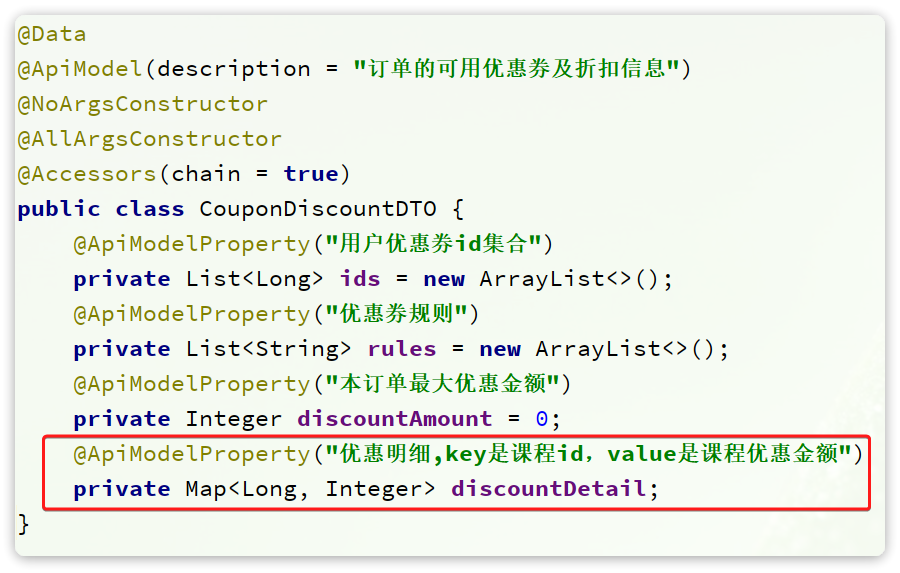 @Data
@ApiModel(description = "订单的可用优惠券及折扣信息")
@NoArgsConstructor
@AllArgsConstructor
@Accessors(chain = true)
public class CouponDiscountDTO {
    @ApiModelProperty("用户优惠券id集合")
    private List<Long> ids = new ArrayList<>();
    @ApiModelProperty("优惠券规则")
    private List<String> rules = new ArrayList<>();
    @ApiModelProperty("本订单最大优惠金额")
    private Integer discountAmount = 0;
    @ApiModelProperty("优惠明细,key是课程id，value是课程优惠金额")
    private Map<Long, Integer> discountDetail;
}